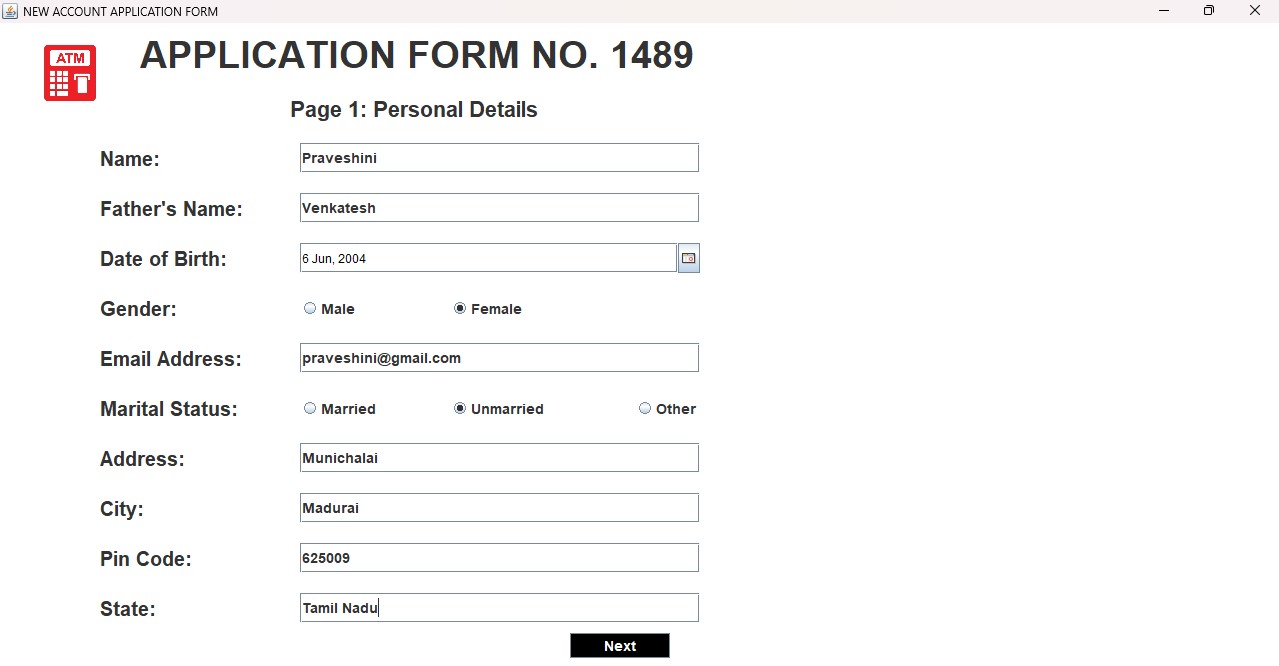 NEW ACCOUNT APPLICATION FORM
ATM
APPLICATION FORM NO. 1489
Page 1: Personal Details
Name: Praveshini
Father's Name: Venkatesh
Date of Birth: 6 Jun, 2004
Gender: Male Female
Email Address: praveshini@gmail.com
Marital Status: Married Unmarried Other
Address: Munichalai
City: Madurai
Pin Code: 625009
State: Tamil Nadu
Next